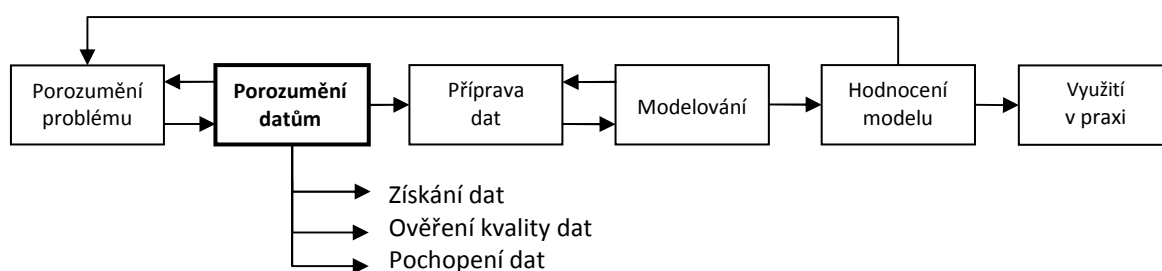 Porozumění
problému
Porozumění
datům
Příprava
dat
Modelování
Hodnocení
modelu
Využití
v praxi
Získání dat
Ověření kvality dat
Pochopení dat